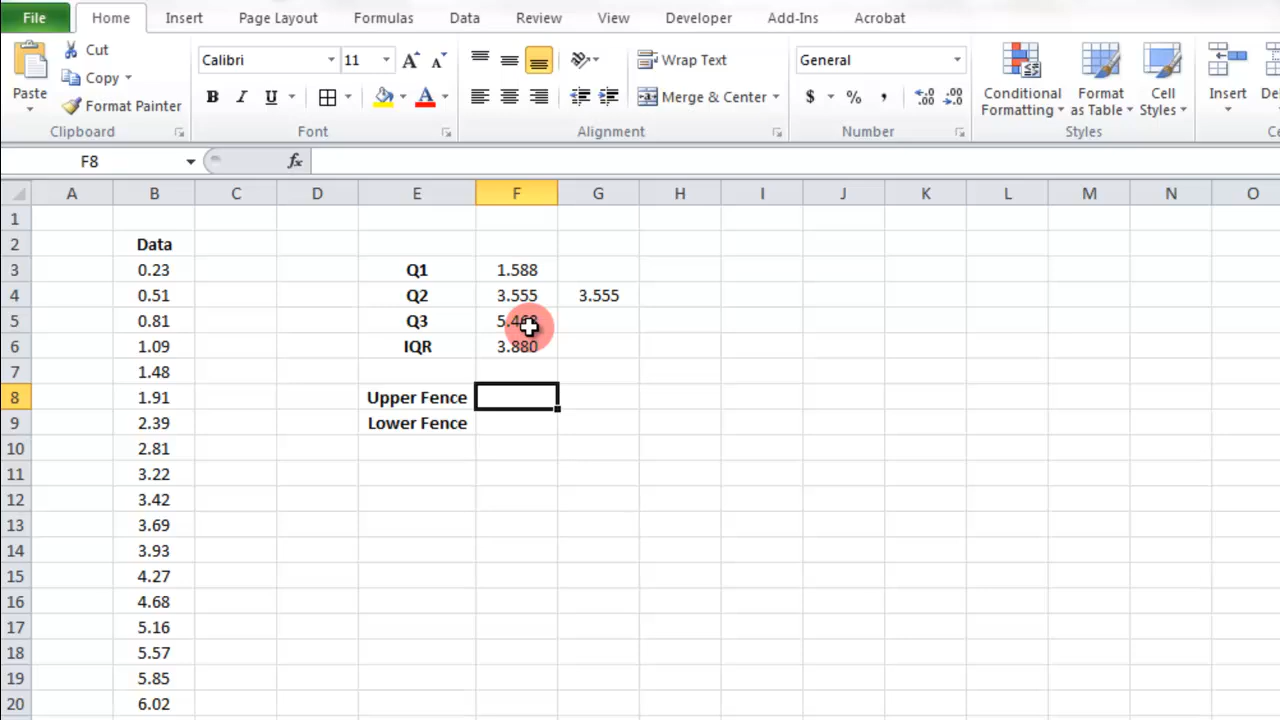 File Home Insert Page Layout Formulas Data Review View Developer Add-Ins Acrobat
Paste
Cut
Copy
Format Painter
Clipboard
Calibri 11
B I U A
Font
Wrap Text
Merge & Center
Alignment
General
$ % ,
Number
Conditional Formatting
Format as Table
Cell Styles
Styles
Insert
F8 fx
A B C D E F G H I J K L M N O
1
2 Data
3 0.23 Q1 1.588
4 0.51 Q2 3.555 3.555
5 0.81 Q3
6 1.09 IQR 3.880
7 1.48
8 1.91 Upper Fence
9 2.39 Lower Fence
10 2.81
11 3.22
12 3.42
13 3.69
14 3.93
15 4.27
16 4.68
17 5.16
18 5.57
19 5.85
20 6.02